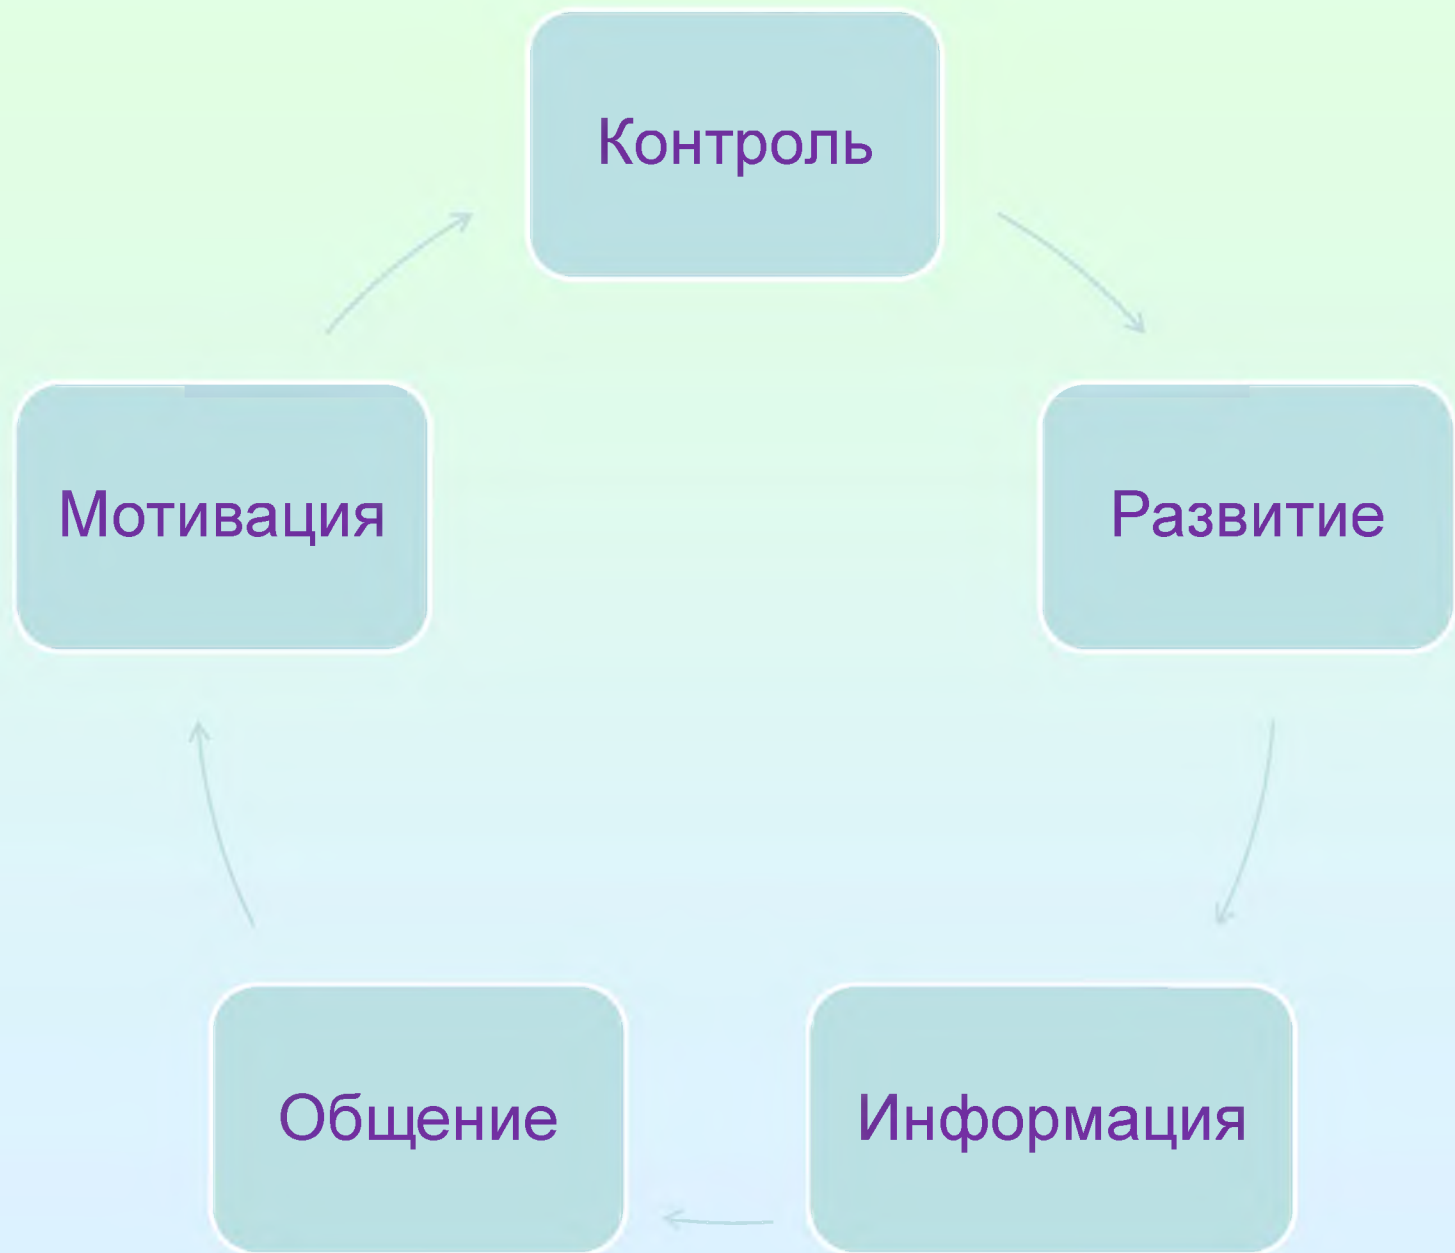 Контроль
Мотивация
Развитие
Общение
Информация